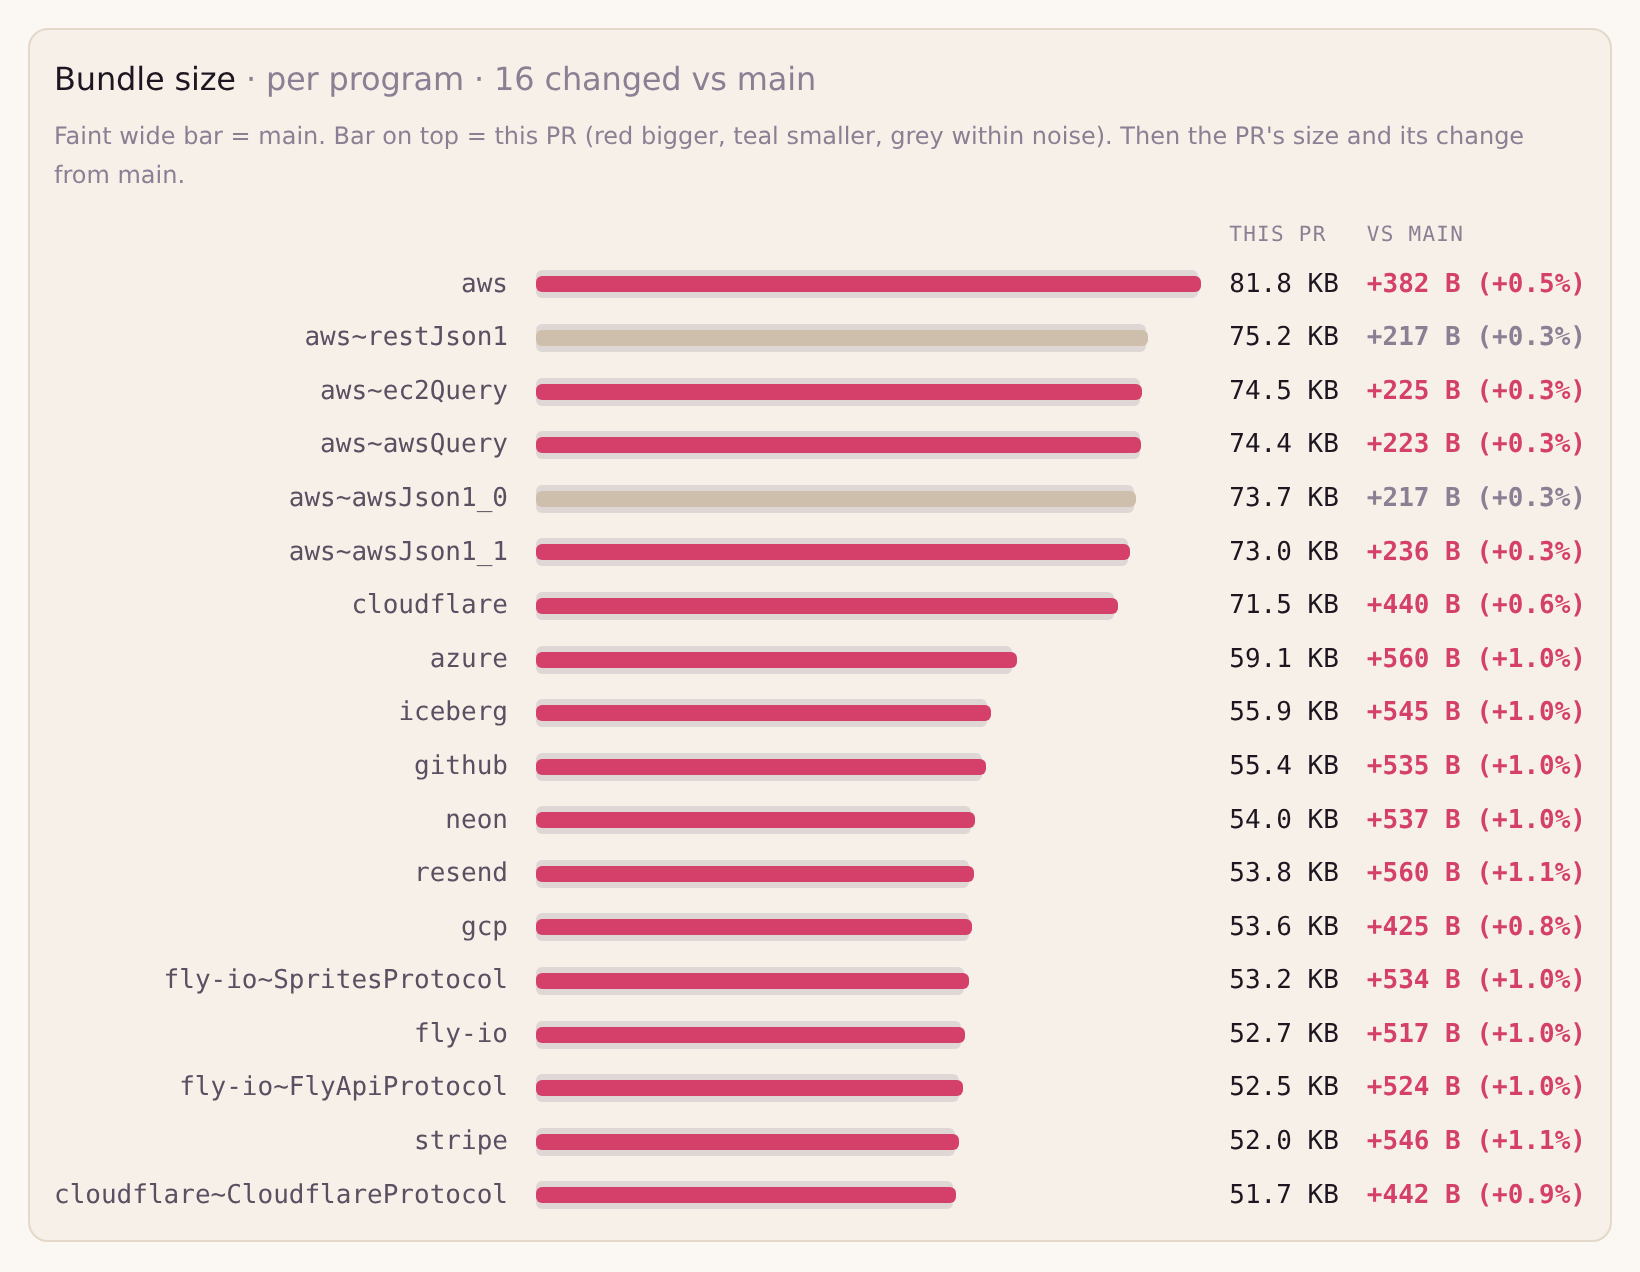 Bundle size · per program · 16 changed vs main
Faint wide bar = main. Bar on top = this PR (red bigger, teal smaller, grey within noise). Then the PR's size and its change
from main.
THIS PR VS MAIN
aws 81.8 KB +382 B (+0.5%)
aws~restJson1 75.2 KB +217 B (+0.3%)
aws~ec2Query 74.5 KB +225 B (+0.3%)
aws~awsQuery 74.4 KB +223 B (+0.3%)
aws~awsJson1_0 73.7 KB +217 B (+0.3%)
aws~awsJson1_1 73.0 KB +236 B (+0.3%)
cloudflare 71.5 KB +440 B (+0.6%)
azure 59.1 KB +560 B (+1.0%)
iceberg 55.9 KB +545 B (+1.0%)
github 55.4 KB +535 B (+1.0%)
neon 54.0 KB +537 B (+1.0%)
resend 53.8 KB +560 B (+1.1%)
gcp 53.6 KB +425 B (+0.8%)
fly-io~SpritesProtocol 53.2 KB +534 B (+1.0%)
fly-io 52.7 KB +517 B (+1.0%)
fly-io~FlyApiProtocol 52.5 KB +524 B (+1.0%)
stripe 52.0 KB +546 B (+1.1%)
cloudflare~CloudflareProtocol 51.7 KB +442 B (+0.9%)